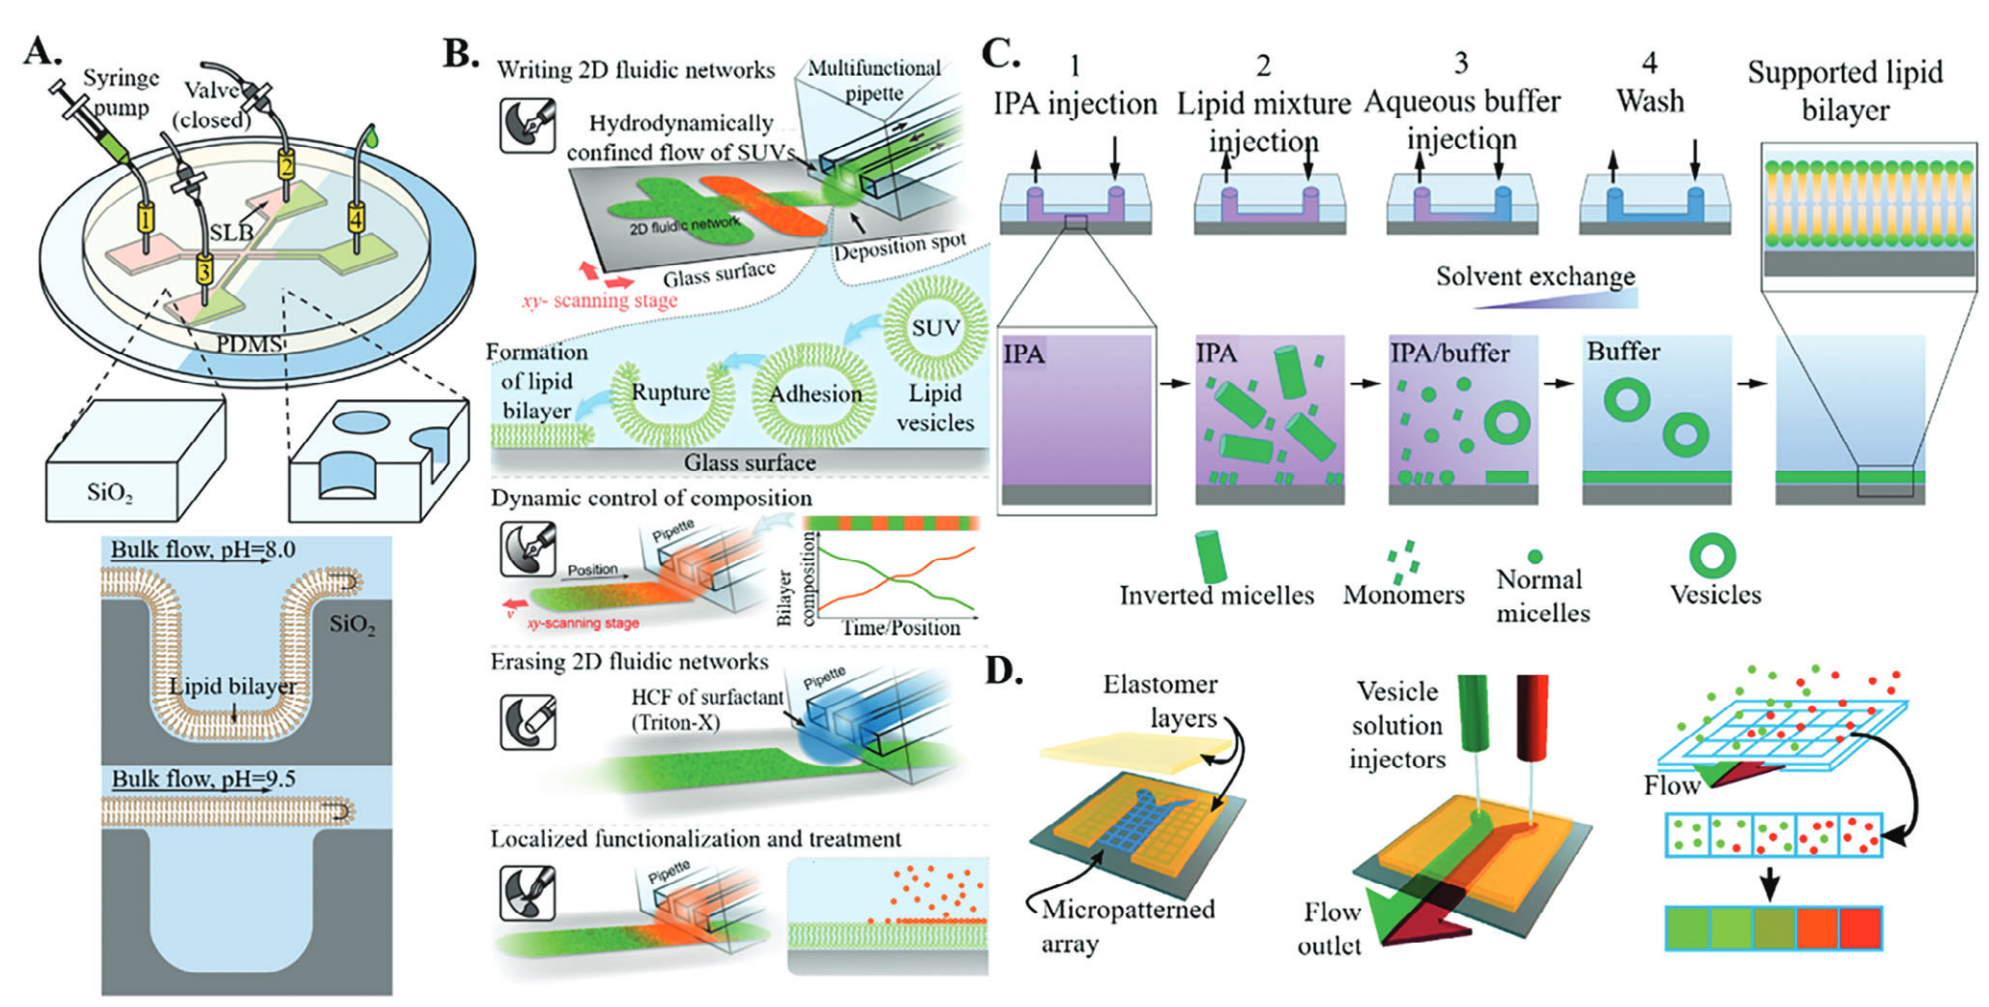 A.
Syringe
pump
Valve
(closed)
1
2
3
4
SLB
PDMS
SiO2
Bulk flow, pH=8.0
SiO2
Lipid bilayer
Bulk flow, pH=9.5
B.
Writing 2D fluidic networks
Multifunctional
pipette
Hydrodynamically
confined flow of SUVs
2D fluidic network
Deposition spot
Glass surface
xy- scanning stage
SUV
Formation
of lipid
bilayer
Rupture
Adhesion
Lipid
vesicles
Glass surface
Dynamic control of composition
Pipette
Position
v
xy-scanning stage
Bilayer
composition
Time/Position
Erasing 2D fluidic networks
HCF of surfactant
(Triton-X)
Pipette
Localized functionalization and treatment
Pipette
C.
1
IPA injection
2
Lipid mixture
injection
3
Aqueous buffer
injection
4
Wash
Supported lipid
bilayer
Solvent exchange
IPA
IPA
IPA/buffer
Buffer
Inverted micelles
Monomers
Normal
micelles
Vesicles
D.
Elastomer
layers
Micropatterned
array
Vesicle
solution
injectors
Flow
outlet
Flow